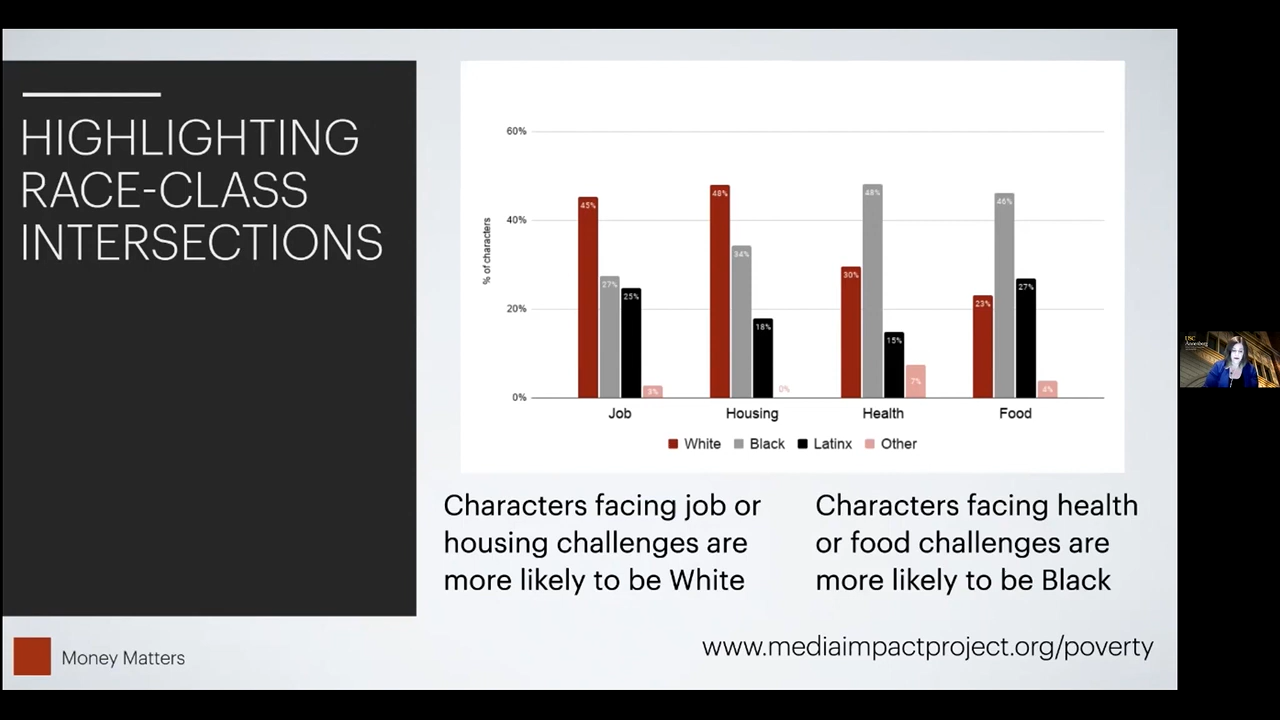 HIGHLIGHTING
RACE-CLASS
INTERSECTIONS
% of characters
60%
40%
20%
0%
45%
27%
25%
3%
48%
34%
18%
0%
30%
48%
15%
7%
23%
46%
27%
4%
Job
Housing
Health
Food
White
Black
Latinx
Other
Characters facing job or
housing challenges are
more likely to be White
Characters facing health
or food challenges are
more likely to be Black
Money Matters
www.mediaimpactproject.org/poverty
USC
Annenberg